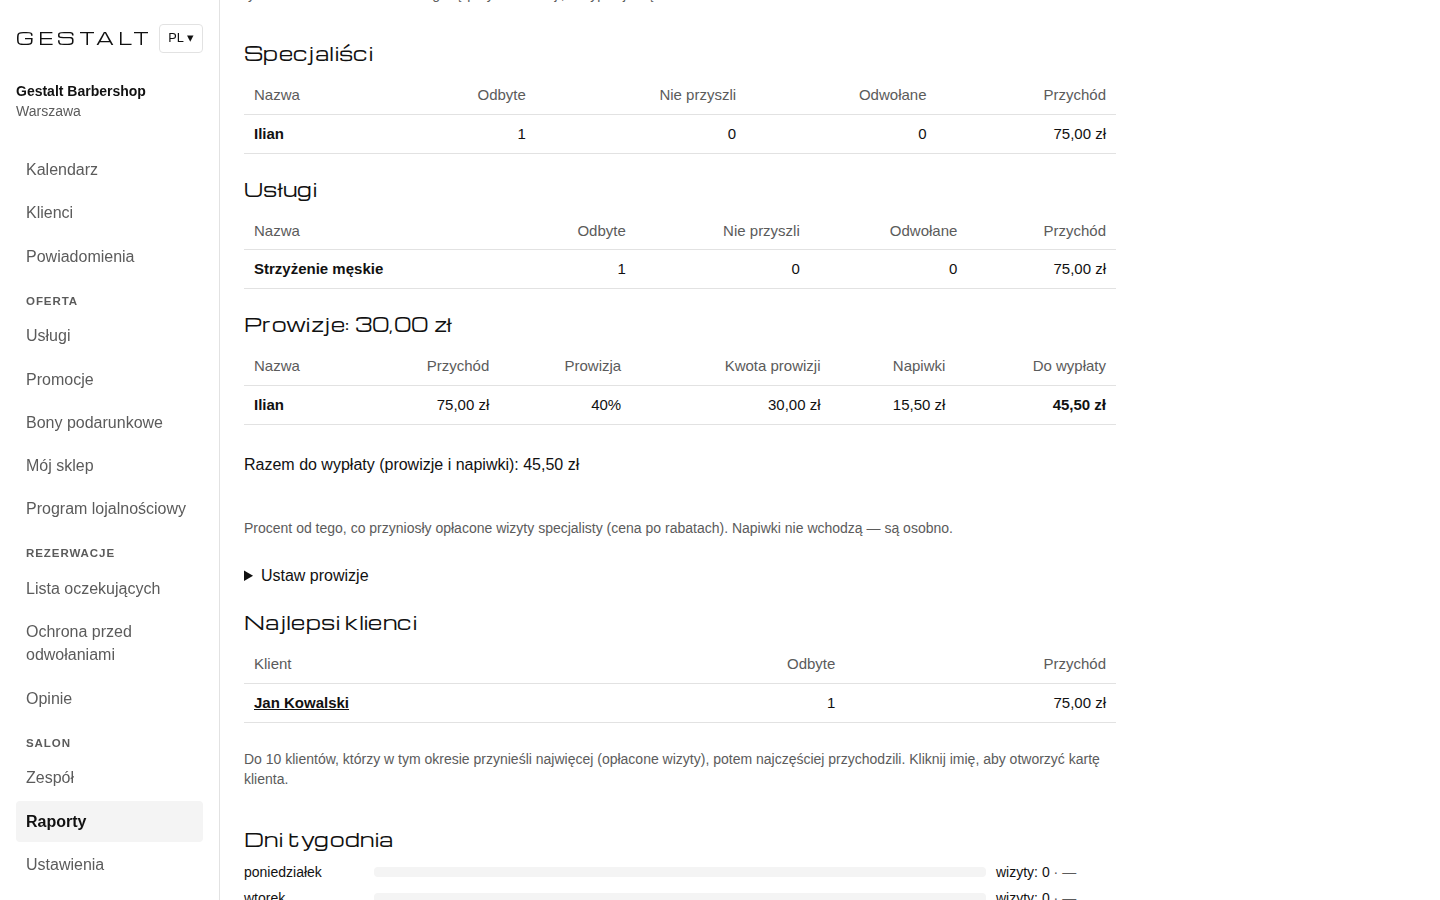 GESTALT
PL ▾
Gestalt Barbershop
Warszawa
Kalendarz
Klienci
Powiadomienia
OFERTA
Usługi
Promocje
Bony podarunkowe
Mój sklep
Program lojalnościowy
REZERWACJE
Lista oczekujących
Ochrona przed
odwołaniami
Opinie
SALON
Zespół
Raporty
Ustawienia
Specjaliści
Nazwa Odbyte Nie przyszli Odwołane Przychód
Ilian 1 0 0 75,00 zł
Usługi
Nazwa Odbyte Nie przyszli Odwołane Przychód
Strzyżenie męskie 1 0 0 75,00 zł
Prowizje: 30,00 zł
Nazwa Przychód Prowizja Kwota prowizji Napiwki Do wypłaty
Ilian 75,00 zł 40% 30,00 zł 15,50 zł 45,50 zł
Razem do wypłaty (prowizje i napiwki): 45,50 zł
Procent od tego, co przyniosły opłacone wizyty specjalisty (cena po rabatach). Napiwki nie wchodzą — są osobno.
Ustaw prowizje
Najlepsi klienci
Klient Odbyte Przychód
Jan Kowalski 1 75,00 zł
Do 10 klientów, którzy w tym okresie przynieśli najwięcej (opłacone wizyty), potem najczęściej przychodzili. Kliknij imię, aby otworzyć kartę
klienta.
Dni tygodnia
poniedziałek wizyty: 0 · —
wtorek wizyty: 0 · —